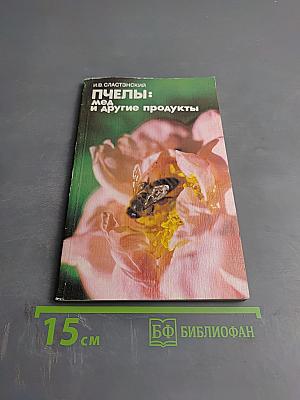 И.В. СЛАСТЭНСКИЙ
ПЧЕЛЫ:
мед
и другие продукты
15 см
БФ БИБЛИОФАН